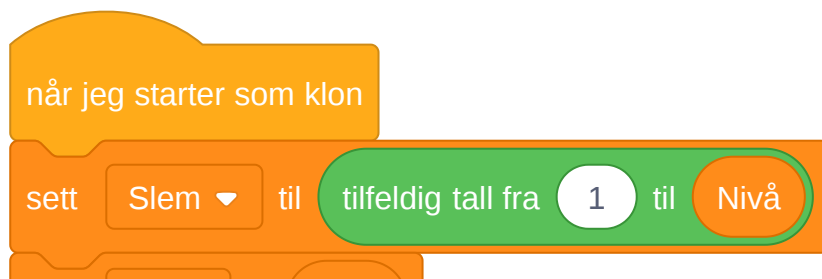 når jeg starter som klon
sett Slem til tilfeldig tall fra 1 til Nivå